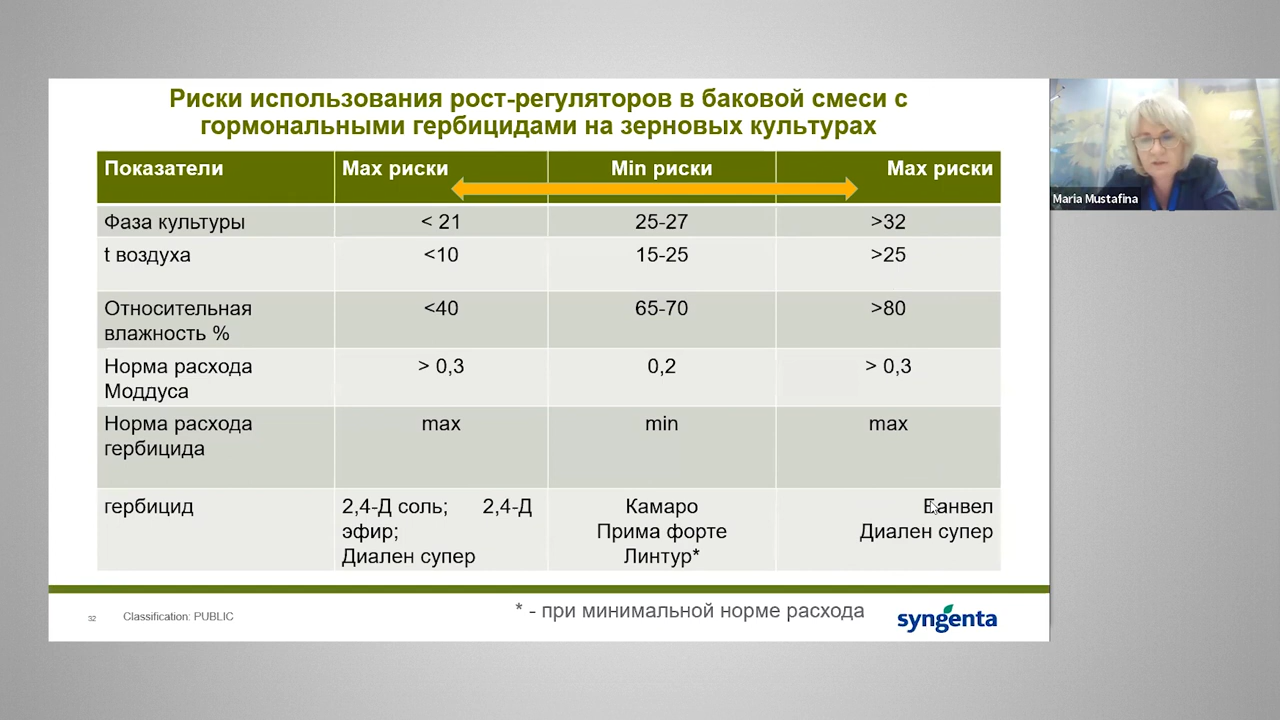 Риски использования рост-регуляторов в баковой смеси с
гормональными гербицидами на зерновых культурах
Показатели Max риски Min риски Max риски
Фаза культуры < 21 25-27 >32
t воздуха <10 15-25 >25
Относительная
влажность % <40 65-70 >80
Норма расхода
Моддуса > 0,3 0,2 > 0,3
Норма расхода
гербицида max min max
гербицид 2,4-Д соль; 2,4-Д Камаро Банвел
эфир; Прима форте Диален супер
Диален супер Линтур*
32 Classification: PUBLIC * - при минимальной норме расхода syngenta
Maria Mustafina